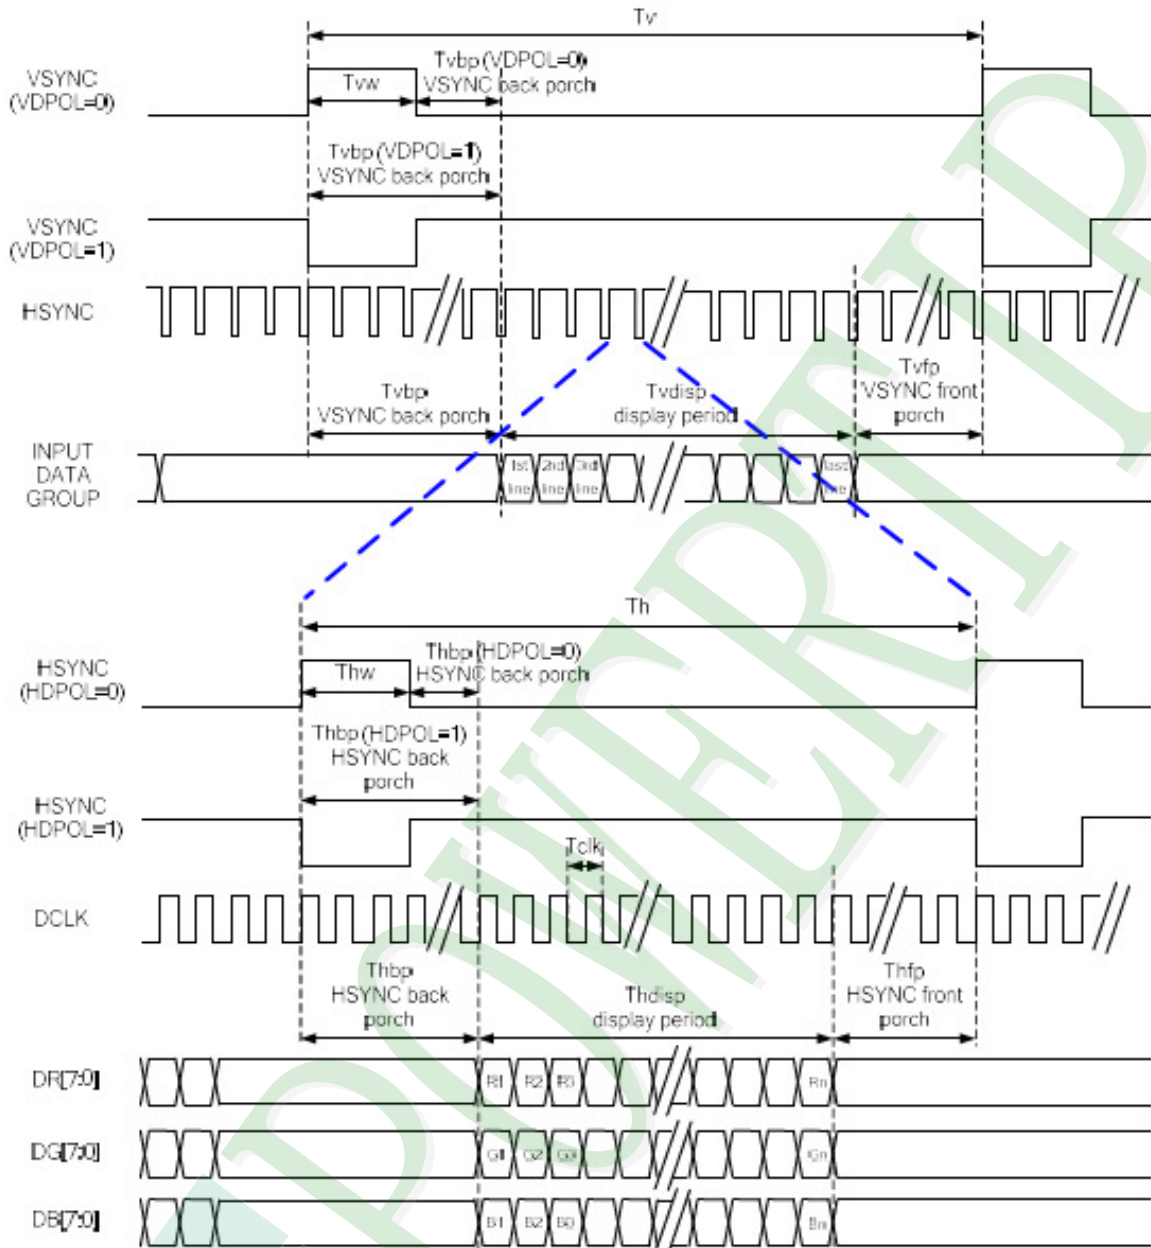 Tv
VSYNC
(VDPOL=0)
Tvw
Tvbp (VDPOL=0)
VSYNC back porch
Tvbp (VDPOL=1)
VSYNC back porch
VSYNC
(VDPOL=1)
HSYNC
Tvbp
VSYNC back porch
Tvdisp
display period
Tvfp
VSYNC front
porch
INPUT
DATA
GROUP
1st
line
2nd
line
3rd
line
last
line
Th
HSYNC
(HDPOL=0)
Thw
Thbp (HDPOL=0)
HSYNC back porch
Thbp (HDPOL=1)
HSYNC back
porch
HSYNC
(HDPOL=1)
Tclk
DCLK
Thbp
HSYNC back
porch
Thdisp
display period
Thfp
HSYNC front
porch
DR[7:0]
R1 R2 R3 Rn
DG[7:0]
G1 G2 G3 Gn
DB[7:0]
B1 B2 B3 Bn
POWERTIP